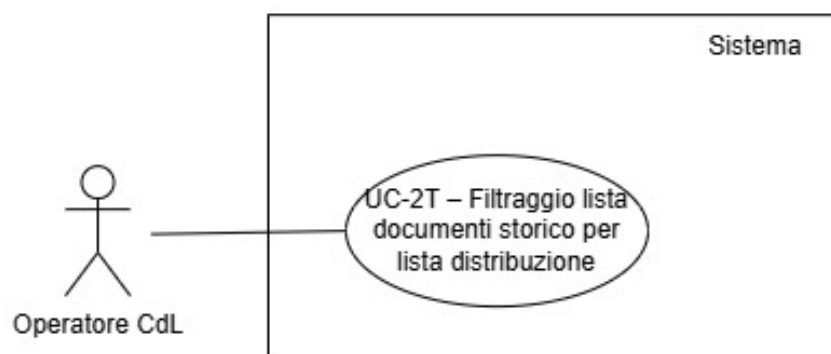 Sistema
UC-2T – Filtraggio lista
documenti storico per
lista distribuzione
Operatore CdL